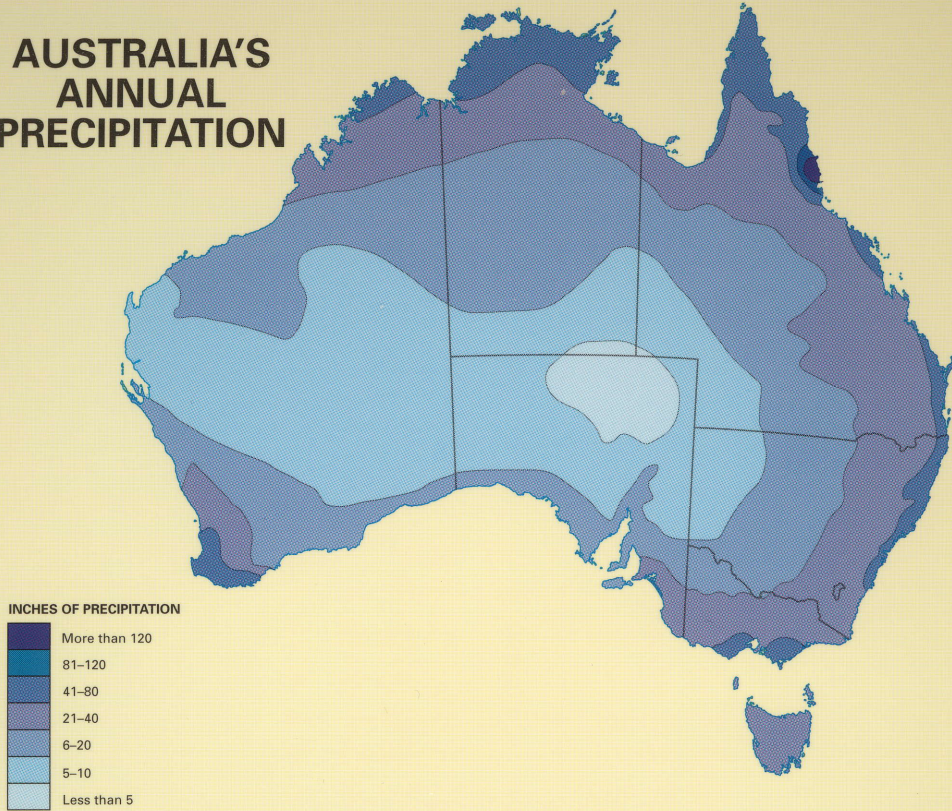 AUSTRALIA'S
ANNUAL
PRECIPITATION
INCHES OF PRECIPITATION
More than 120
81–120
41–80
21–40
6–20
5–10
Less than 5